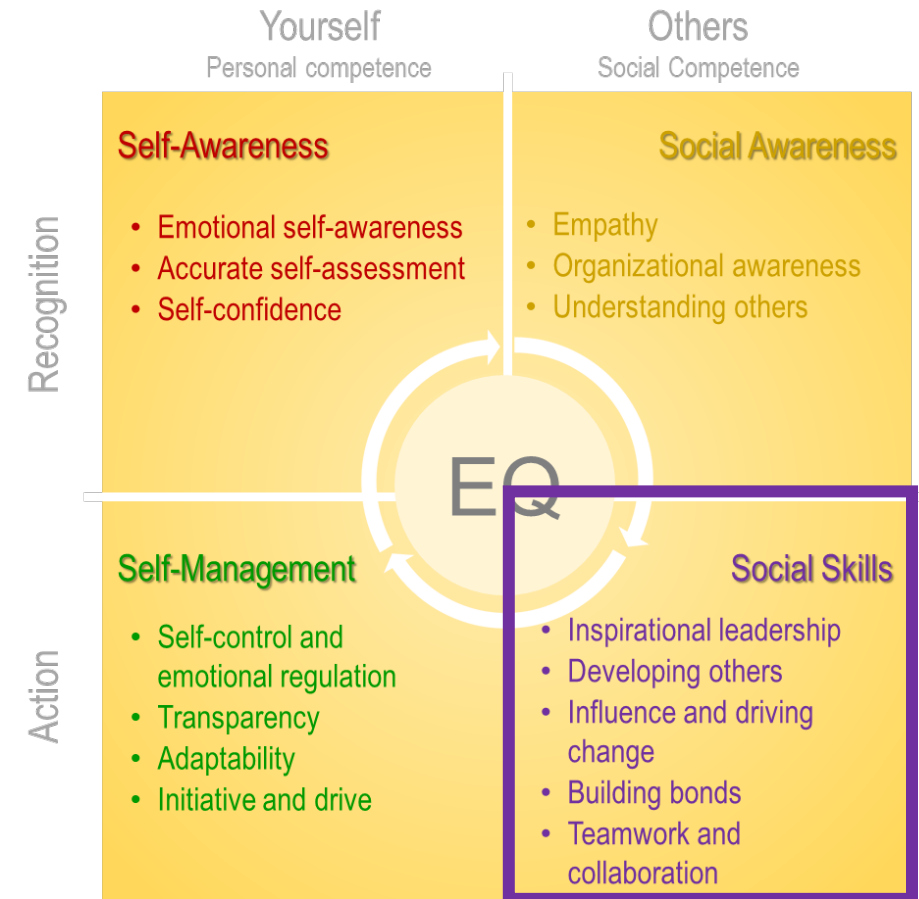 Yourself
Personal competence
Others
Social Competence
Recognition
Self-Awareness
• Emotional self-awareness
• Accurate self-assessment
• Self-confidence
Social Awareness
• Empathy
• Organizational awareness
• Understanding others
EQ
Action
Self-Management
• Self-control and
emotional regulation
• Transparency
• Adaptability
• Initiative and drive
Social Skills
• Inspirational leadership
• Developing others
• Influence and driving
change
• Building bonds
• Teamwork and
collaboration